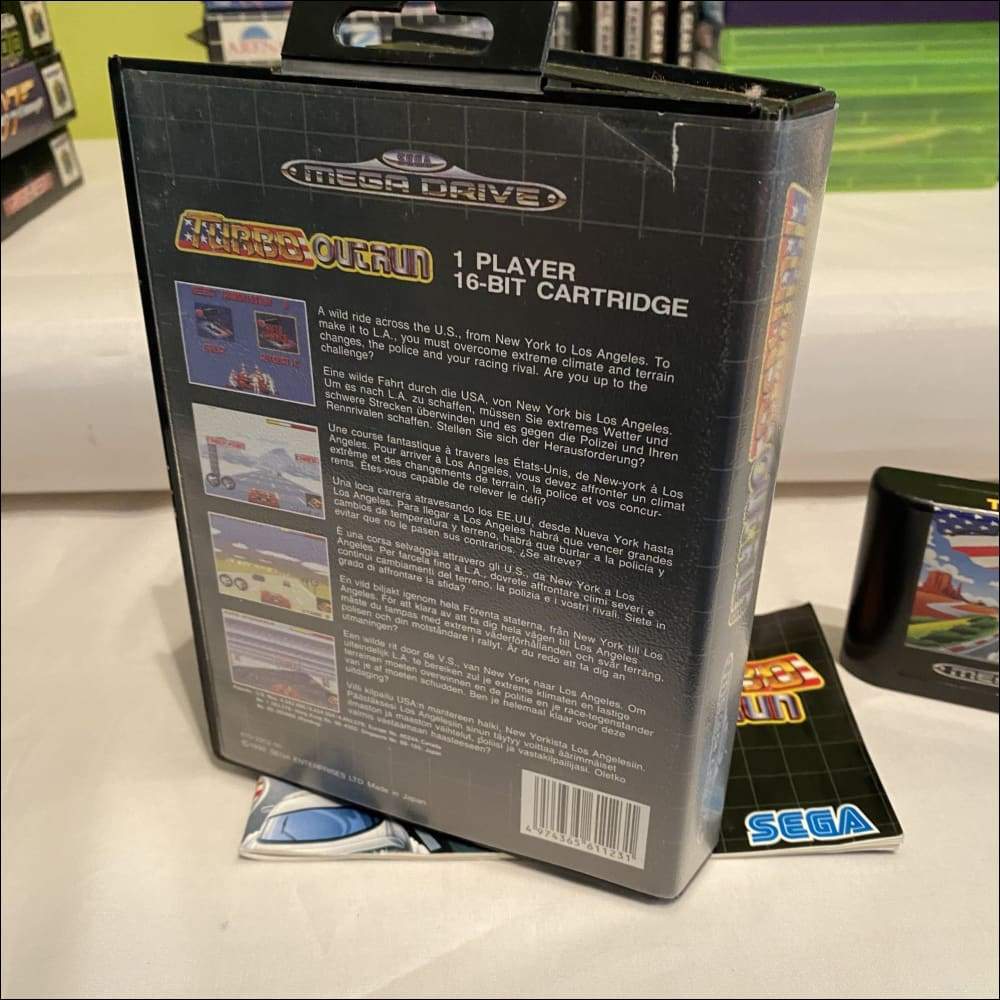 SEGA
MEGA DRIVE
TURBO OUTRUN
1 PLAYER
16-BIT CARTRIDGE
A wild ride across the U.S., from New York to Los Angeles. To
make it to L.A., you must overcome extreme climate and terrain
changes, the police and your racing rival. Are you up to the
challenge?
Eine wilde Fahrt durch die USA, von New York bis Los Angeles.
Um es nach L.A. zu schaffen, müssen Sie extremes Wetter und
schwere Strecken überwinden und es gegen die Polizei und Ihren
Rennrivalen schaffen. Stellen Sie sich der Herausforderung?
Une course fantastique à travers les États-Unis, de New-york à Los
Angeles. Pour arriver à Los Angeles, vous devez affronter un climat
extrême et des changements de terrain, la police et vos concur-
rents. Êtes-vous capable de relever le défi?
Una loca carrera atravesando los EE.UU, desde Nueva York hasta
Los Angeles. Para llegar a Los Angeles habrá que vencer grandes
cambios de temperatura y terreno, habrá que burlar a la policía y
evitar que no le pasen sus contrarios. ¿Se atreve?
È una corsa selvaggia attravero gli U.S., da New York a Los
Angeles. Per farcela fino a L.A., dovrete affrontare climi severi e
continui cambiamenti del terreno, la polizia e i vostri rivali. Siete in
grado di affrontare la sfida?
En vild biljakt igenom hela Förenta staterna, från New York till Los
Angeles. För att klara av att ta dig hela vägen till Los Angeles
måste du tampas med extrema väderförhållanden och svår terräng,
polisen och din motståndare i rallyt. Är du redo att ta dig an
utmaningen?
Een wilde rit door de V.S., van New York naar Los Angeles. Om
uiteindelijk L.A. te bereiken zul je extreme klimaten en lastige
terreinen moeten overwinnen en de politie en je race-tegenstander
van je af moeten schudden. Ben je helemaal klaar voor deze
uitdaging?
Villi kilpailu USA:n mantereen halki, New Yorkista Los Angelesiin.
Päästäksesi Los Angelesiin sinun täytyy voittaa äärimmäiset
ilmaston ja maaston vaihtelut, poliisi ja vastakilpailijasi. Oletko
valmis vastaamaan haasteeseen?
ENTERPRISES LTD. Made in Japan
4 974365 611231
TURBO
OUTRUN
SEGA